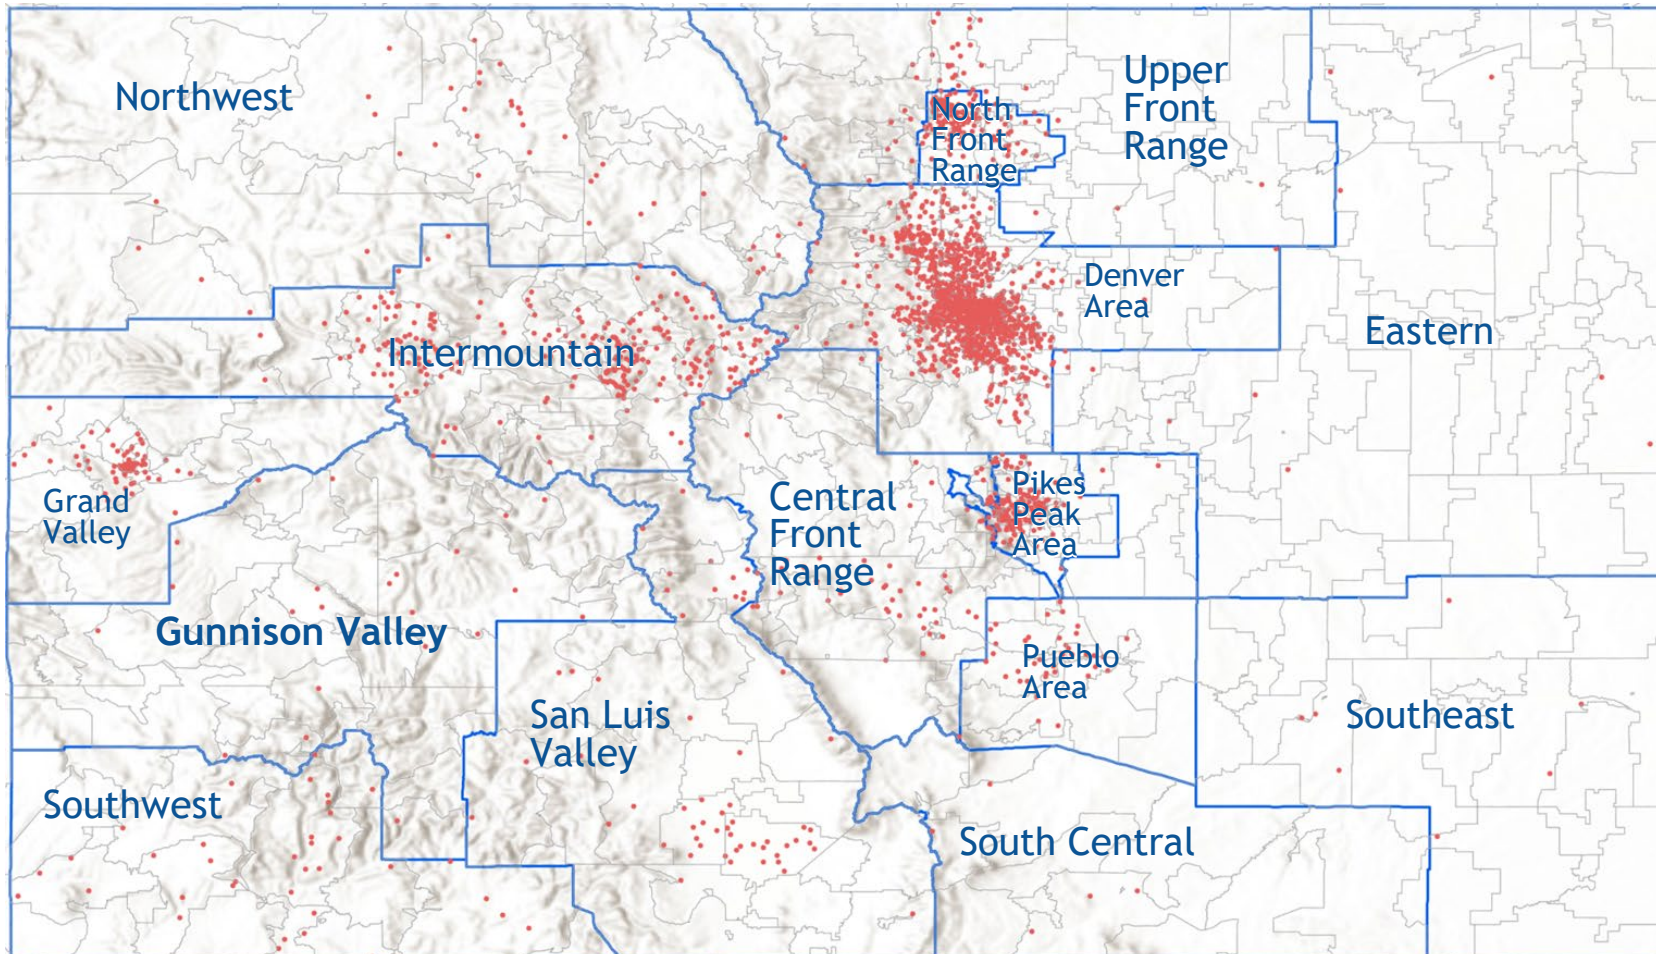 Northwest
Upper
Front
Range
North
Front
Range
Denver
Area
Eastern
Intermountain
Grand
Valley
Central
Front
Range
Pikes
Peak
Area
Gunnison Valley
Pueblo
Area
San Luis
Valley
Southeast
Southwest
South Central